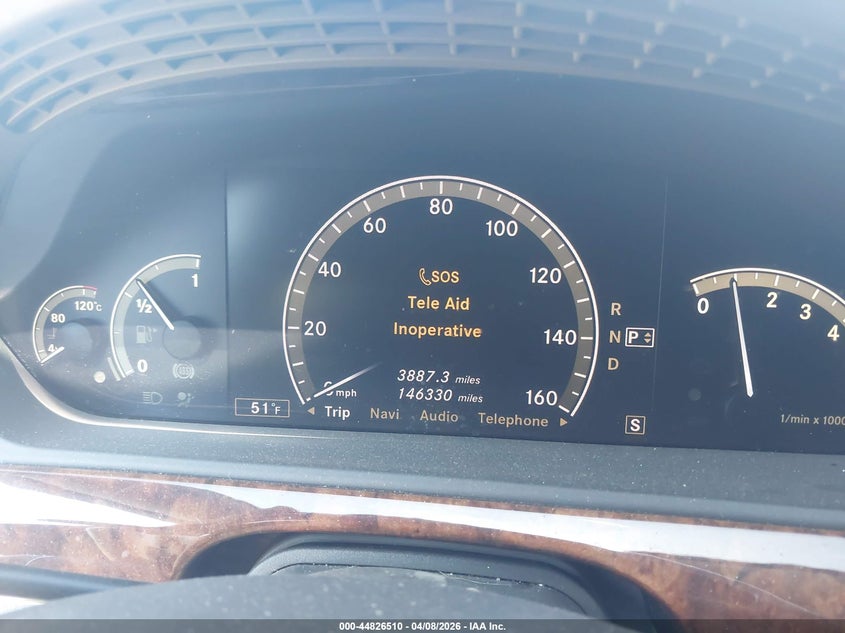 80
60
100
40
120
20
140
0 mph
160
SOS
Tele Aid
Inoperative
3887.3 miles
146330 miles
Trip Navi Audio Telephone
120°C
80
1
1/2
0
51°F
R
N P
D
S
0
2
3
4
1/min x 1000
000-44826510 - 04/08/2026 - IAA Inc.